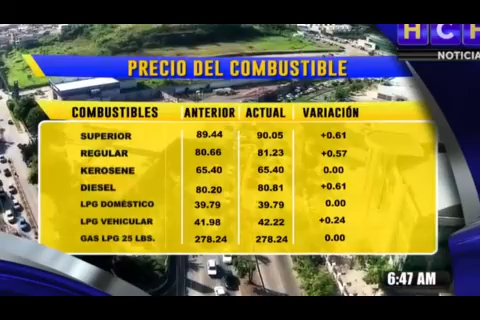 HCH
NOTICIA
PRECIO DEL COMBUSTIBLE
COMBUSTIBLES ANTERIOR ACTUAL VARIACIÓN
SUPERIOR 89.44 90.05 +0.61
REGULAR 80.66 81.23 +0.57
KEROSENE 65.40 65.40 0.00
DIESEL 80.20 80.81 +0.61
LPG DOMÉSTICO 39.79 39.79 0.00
LPG VEHICULAR 41.98 42.22 +0.24
GAS LPG 25 LBS. 278.24 278.24 0.00
6:47 AM